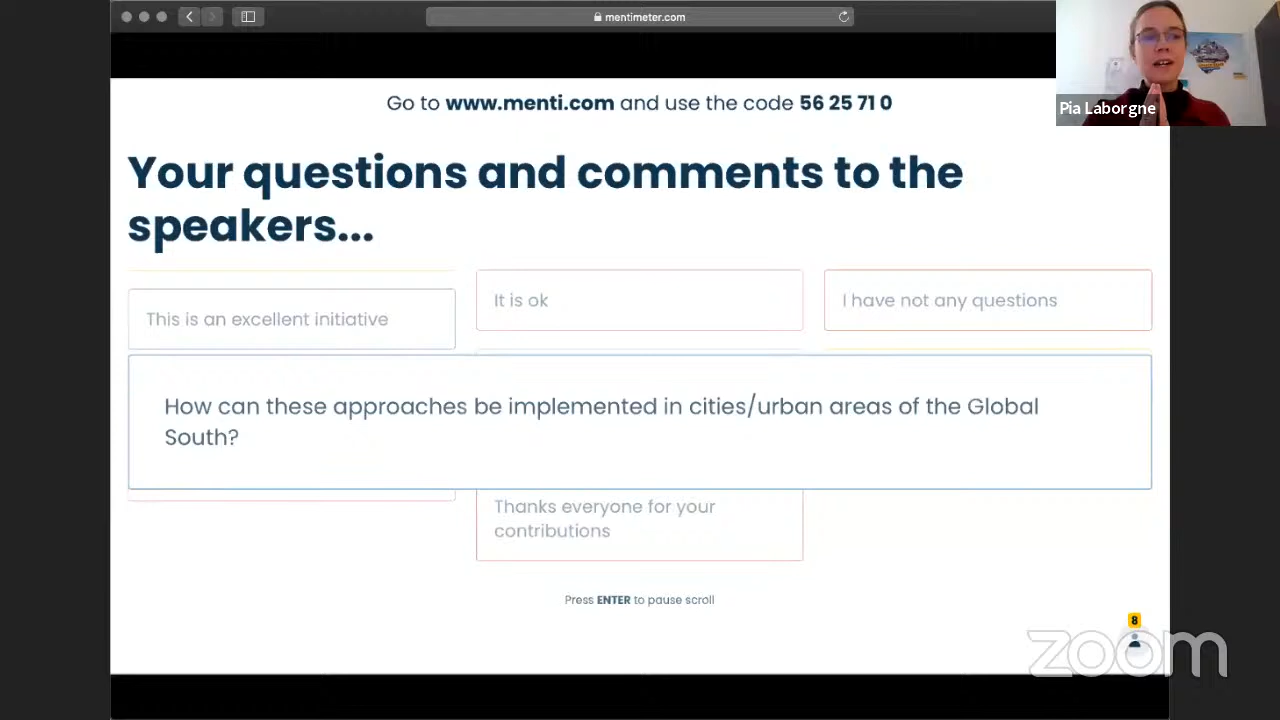 mentimeter.com
Pia Laborgne
Go to www.menti.com and use the code 56 25 71 0
Your questions and comments to the
speakers...
This is an excellent initiative
It is ok
I have not any questions
How can these approaches be implemented in cities/urban areas of the Global
South?
Thanks everyone for your
contributions
Press ENTER to pause scroll
8
zoom